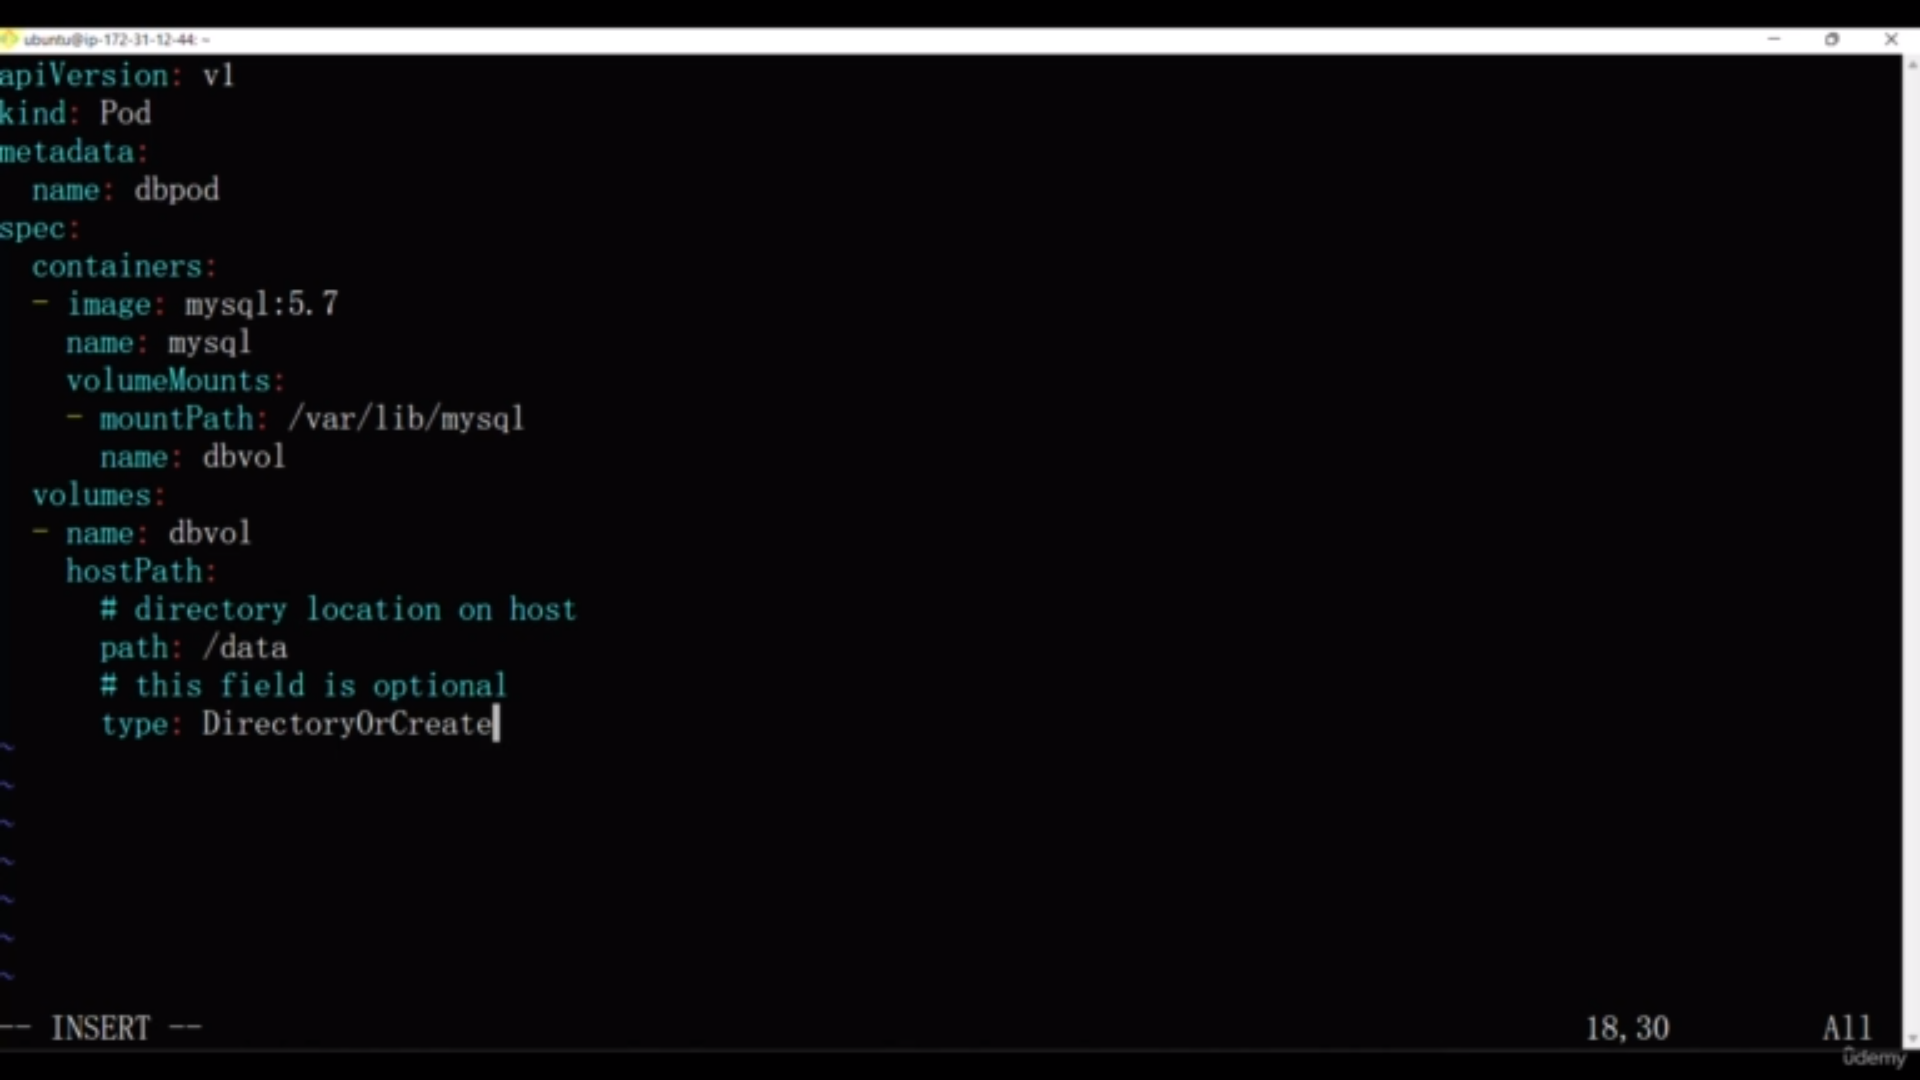 ubuntu@ip-172-31-12-44: ~
apiVersion: v1
kind: Pod
metadata:
  name: dbpod
spec:
  containers:
  - image: mysql:5.7
    name: mysql
    volumeMounts:
    - mountPath: /var/lib/mysql
      name: dbvol
  volumes:
  - name: dbvol
    hostPath:
      # directory location on host
      path: /data
      # this field is optional
      type: DirectoryOrCreate
~
~
~
~
~
~
~
-- INSERT -- 18,30 All
ûdemy